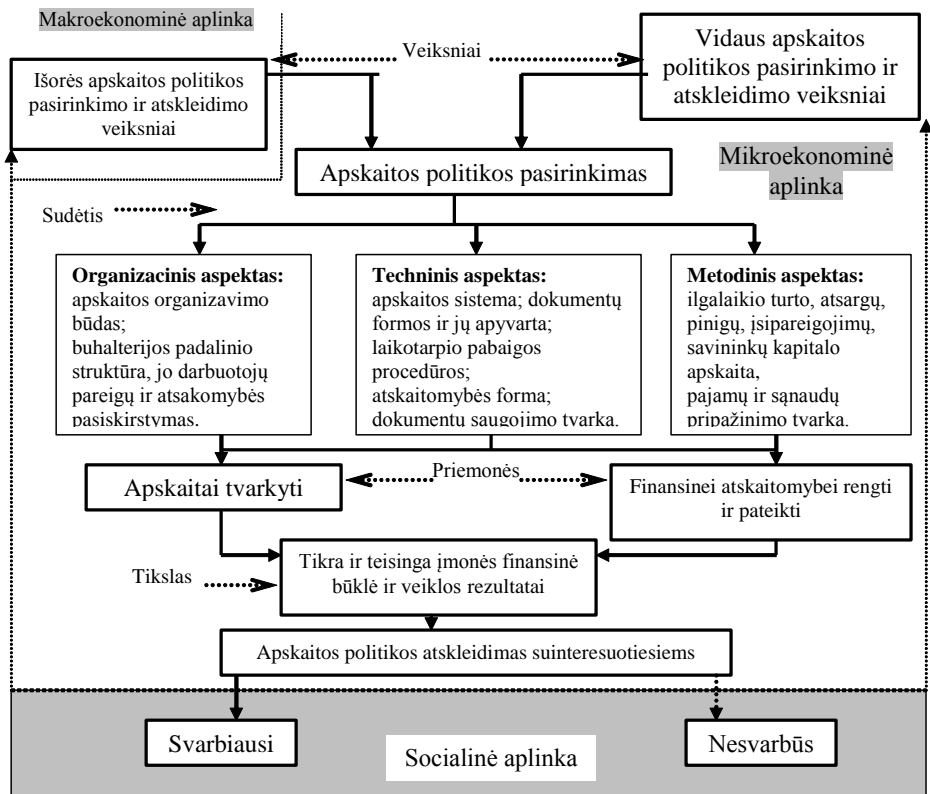 Makroekonominė aplinka
Veiksniai
Išorės apskaitos politikos
pasirinkimo ir atskleidimo
veiksniai
Vidaus apskaitos
politikos pasirinkimo ir
atskleidimo veiksniai
Apskaitos politikos pasirinkimas
Mikroekonominė
aplinka
Sudėtis
Organizacinis aspektas:
apskaitos organizavimo
būdas;
buhalterijos padalinio
struktūra, jo darbuotojų
pareigų ir atsakomybės
pasiskirstymas.
Techninis aspektas:
apskaitos sistema; dokumentų
formos ir jų apyvarta;
laikotarpio pabaigos
procedūros;
atskaitomybės forma;
dokumentų saugojimo tvarka.
Metodinis aspektas:
ilgalaikio turto, atsargų,
pinigų, įsipareigojimų,
savininkų kapitalo
apskaita,
pajamų ir sąnaudų
pripažinimo tvarka.
Apskaitai tvarkyti
Priemonės
Finansinei atskaitomybei rengti
ir pateikti
Tikslas
Tikra ir teisinga įmonės finansinė
būklė ir veiklos rezultatai
Apskaitos politikos atskleidimas suinteresuotiesiems
Svarbiausi
Socialinė aplinka
Nesvarbūs